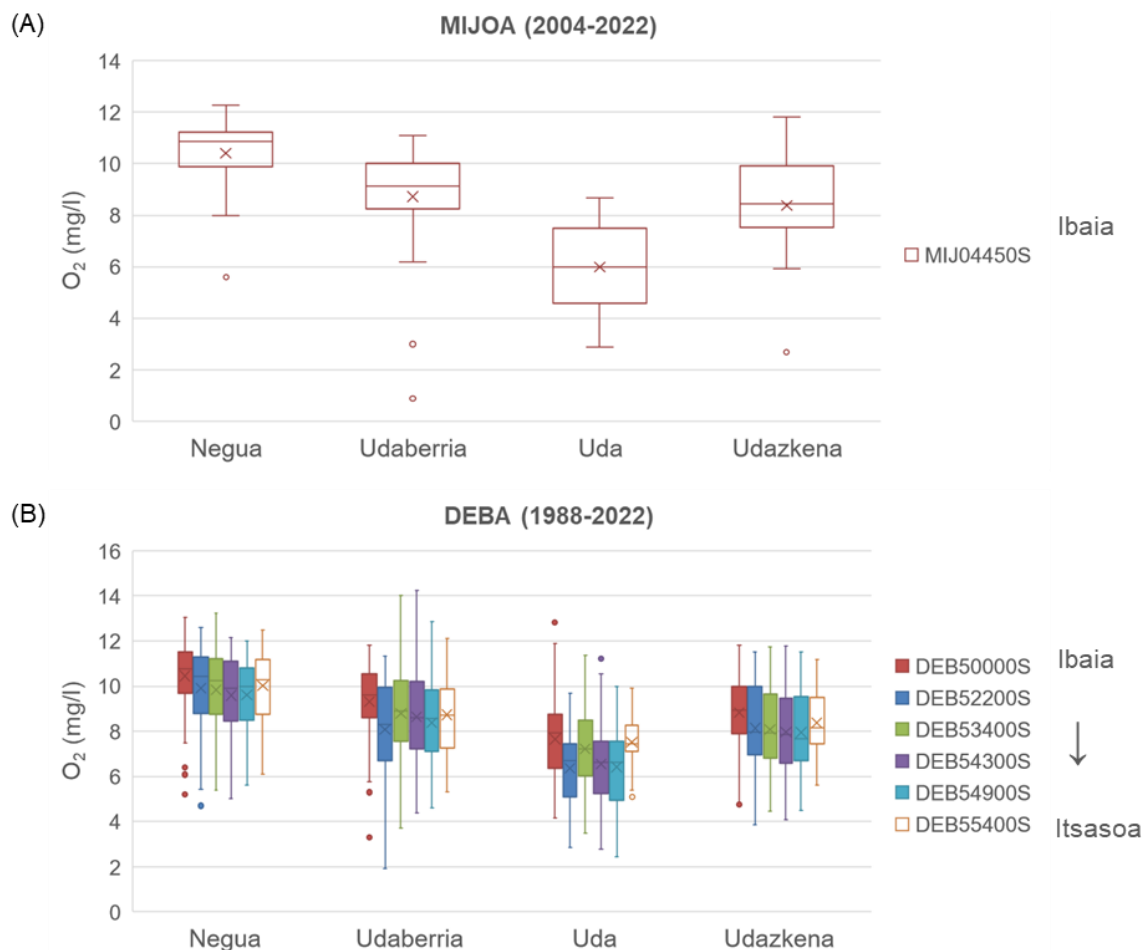 (A)
MIJOA (2004-2022)
O₂ (mg/l)
14
12
10
8
6
4
2
0
Negua Udaberria Uda Udazkena
MIJ04450S
Ibaia
(B)
DEBA (1988-2022)
O₂ (mg/l)
16
14
12
10
8
6
4
2
0
Negua Udaberria Uda Udazkena
DEB50000S
DEB52200S
DEB53400S
DEB54300S
DEB54900S
DEB55400S
Ibaia
↓
Itsasoa